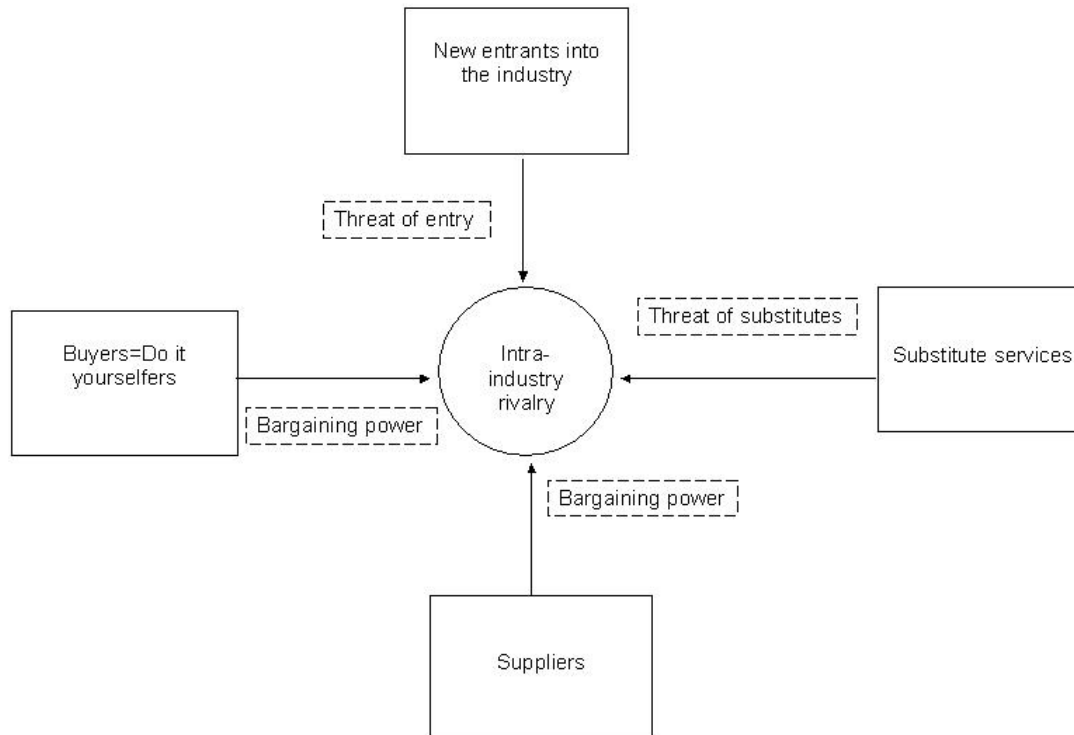 New entrants into
the industry
Threat of entry
Threat of substitutes
Buyers=Do it
yourselfers
Intra-
industry
rivalry
Substitute services
Bargaining power
Bargaining power
Suppliers